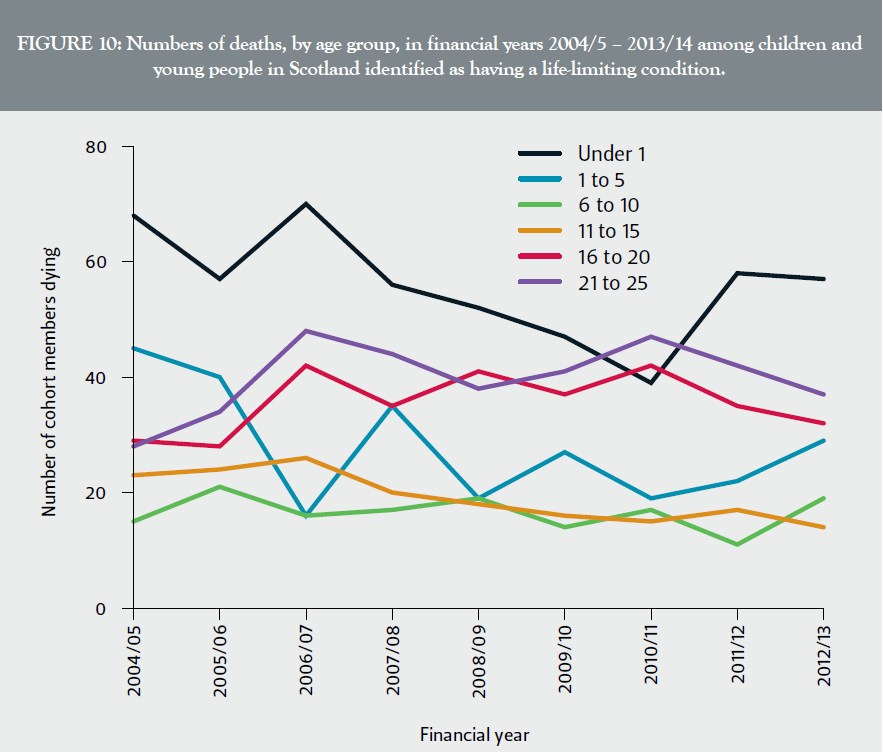 FIGURE 10: Numbers of deaths, by age group, in financial years 2004/5 – 2013/14 among children and
young people in Scotland identified as having a life-limiting condition.
80
60
40
20
0
Number of cohort members dying
Under 1
1 to 5
6 to 10
11 to 15
16 to 20
21 to 25
2004/05
2005/06
2006/07
2007/08
2008/09
2009/10
2010/11
2011/12
2012/13
Financial year